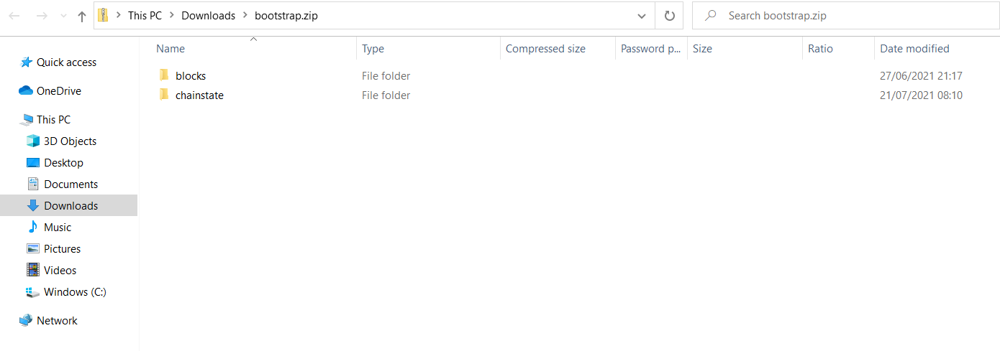 This PC > Downloads > bootstrap.zip
Search bootstrap.zip
Name Type Compressed size Password p... Size Ratio Date modified
Quick access
blocks File folder 27/06/2021 21:17
OneDrive
chainstate File folder 21/07/2021 08:10
This PC
3D Objects
Desktop
Documents
Downloads
Music
Pictures
Videos
Windows (C:)
Network